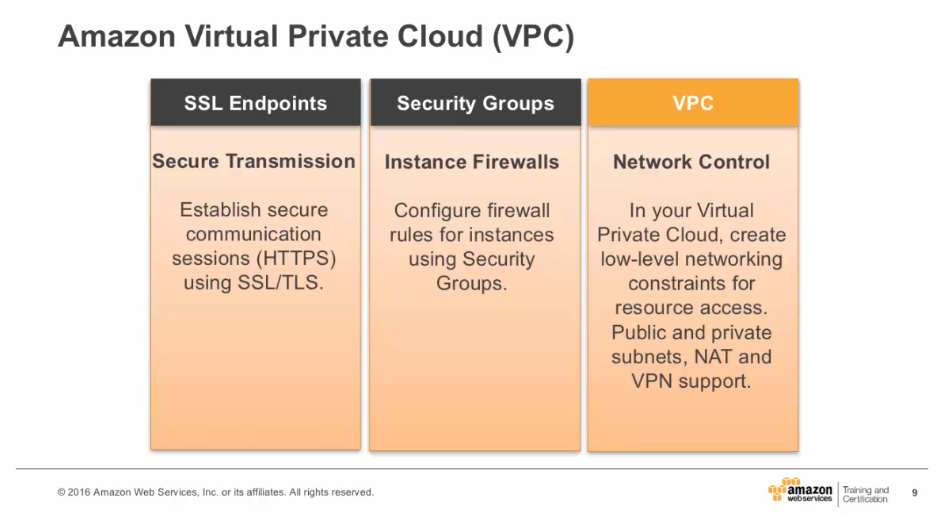 Amazon Virtual Private Cloud (VPC)
SSL Endpoints
Secure Transmission
Establish secure
communication
sessions (HTTPS)
using SSL/TLS.
Security Groups
Instance Firewalls
Configure firewall
rules for instances
using Security
Groups.
VPC
Network Control
In your Virtual
Private Cloud, create
low-level networking
constraints for
resource access.
Public and private
subnets, NAT and
VPN support.
© 2016 Amazon Web Services, Inc. or its affiliates. All rights reserved.
amazon
webservices
Training and
Certification
9